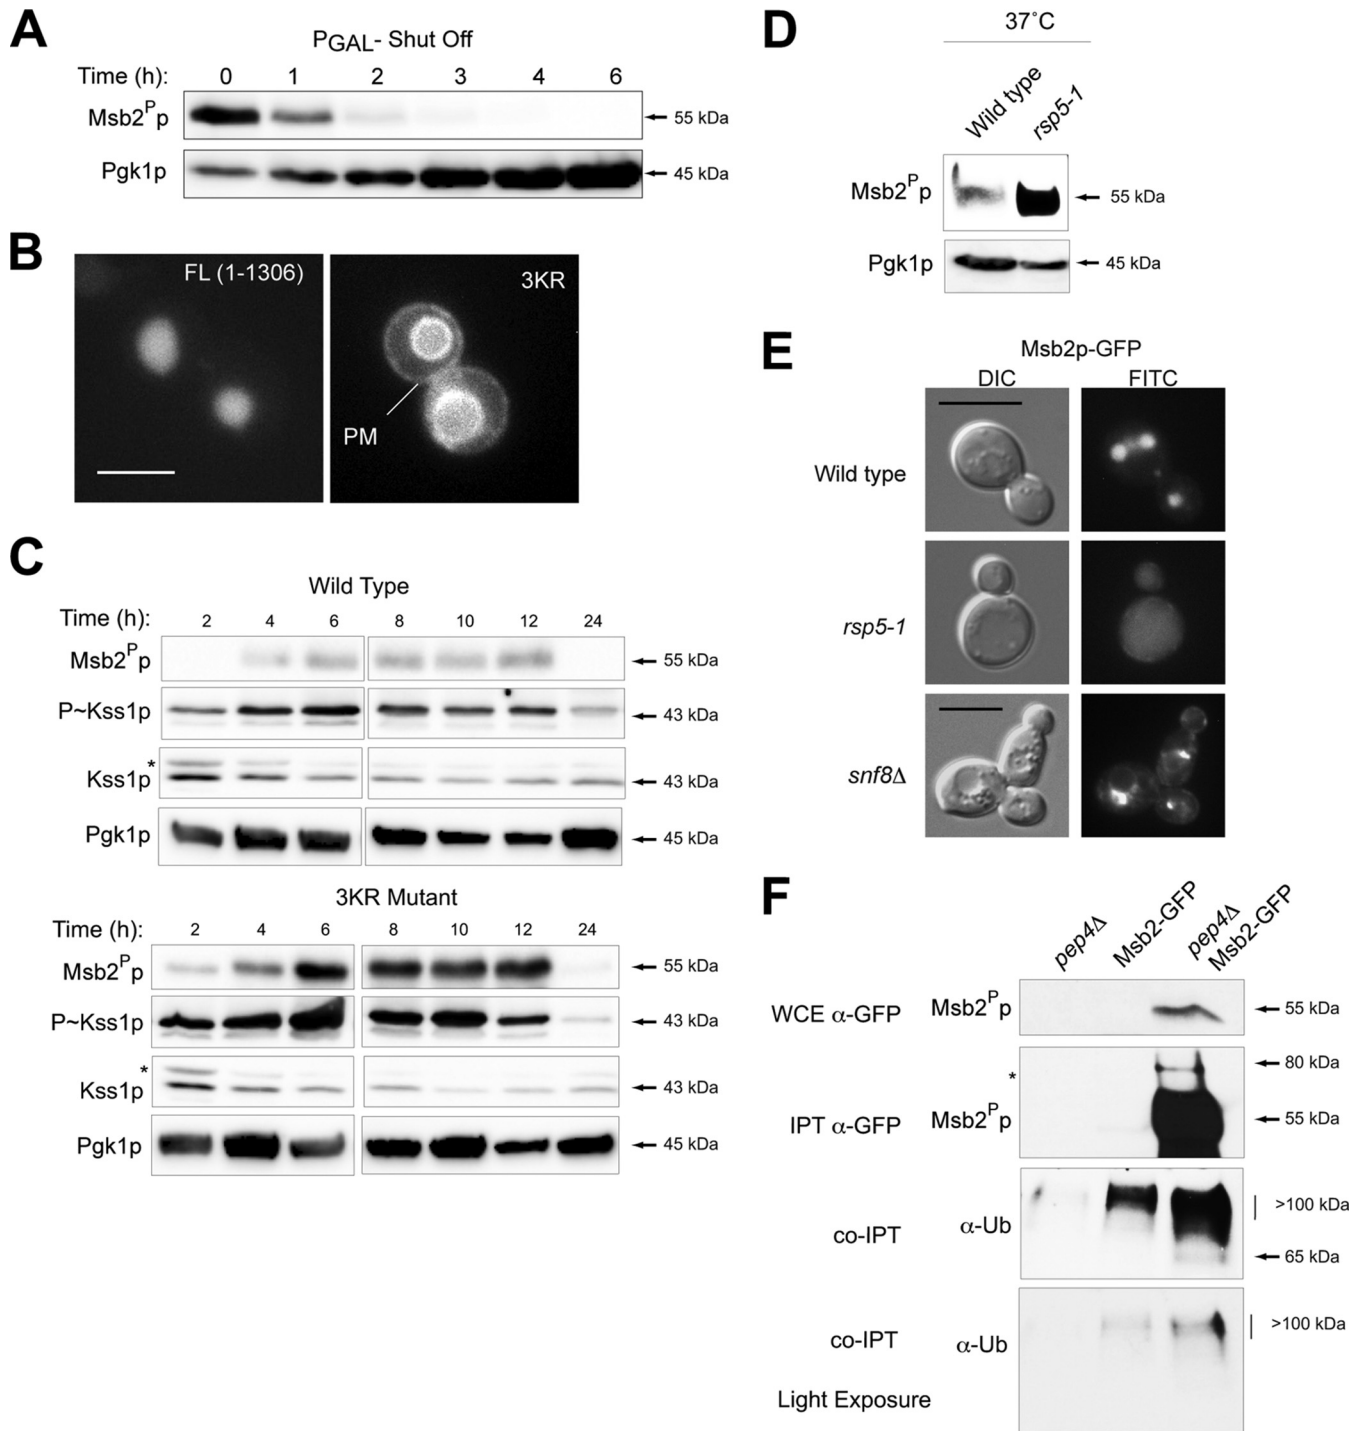 A
PGAL- Shut Off
Time (h): 0 1 2 3 4 6
Msb2Pp 55 kDa
Pgk1p 45 kDa
B
FL (1-1306)
3KR
PM
C
Wild Type
Time (h): 2 4 6 8 10 12 24
Msb2Pp 55 kDa
P~Kss1p 43 kDa
*
Kss1p 43 kDa
Pgk1p 45 kDa
3KR Mutant
Time (h): 2 4 6 8 10 12 24
Msb2Pp 55 kDa
P~Kss1p 43 kDa
*
Kss1p 43 kDa
Pgk1p 45 kDa
D
37˚C
Wild type
rsp5-1
Msb2Pp 55 kDa
Pgk1p 45 kDa
E
Msb2p-GFP
DIC FITC
Wild type
rsp5-1
snf8Δ
F
pep4Δ
Msb2-GFP
pep4Δ
Msb2-GFP
WCE α-GFP Msb2Pp 55 kDa
80 kDa
*
IPT α-GFP Msb2Pp 55 kDa
>100 kDa
co-IPT α-Ub
65 kDa
>100 kDa
co-IPT α-Ub
Light Exposure